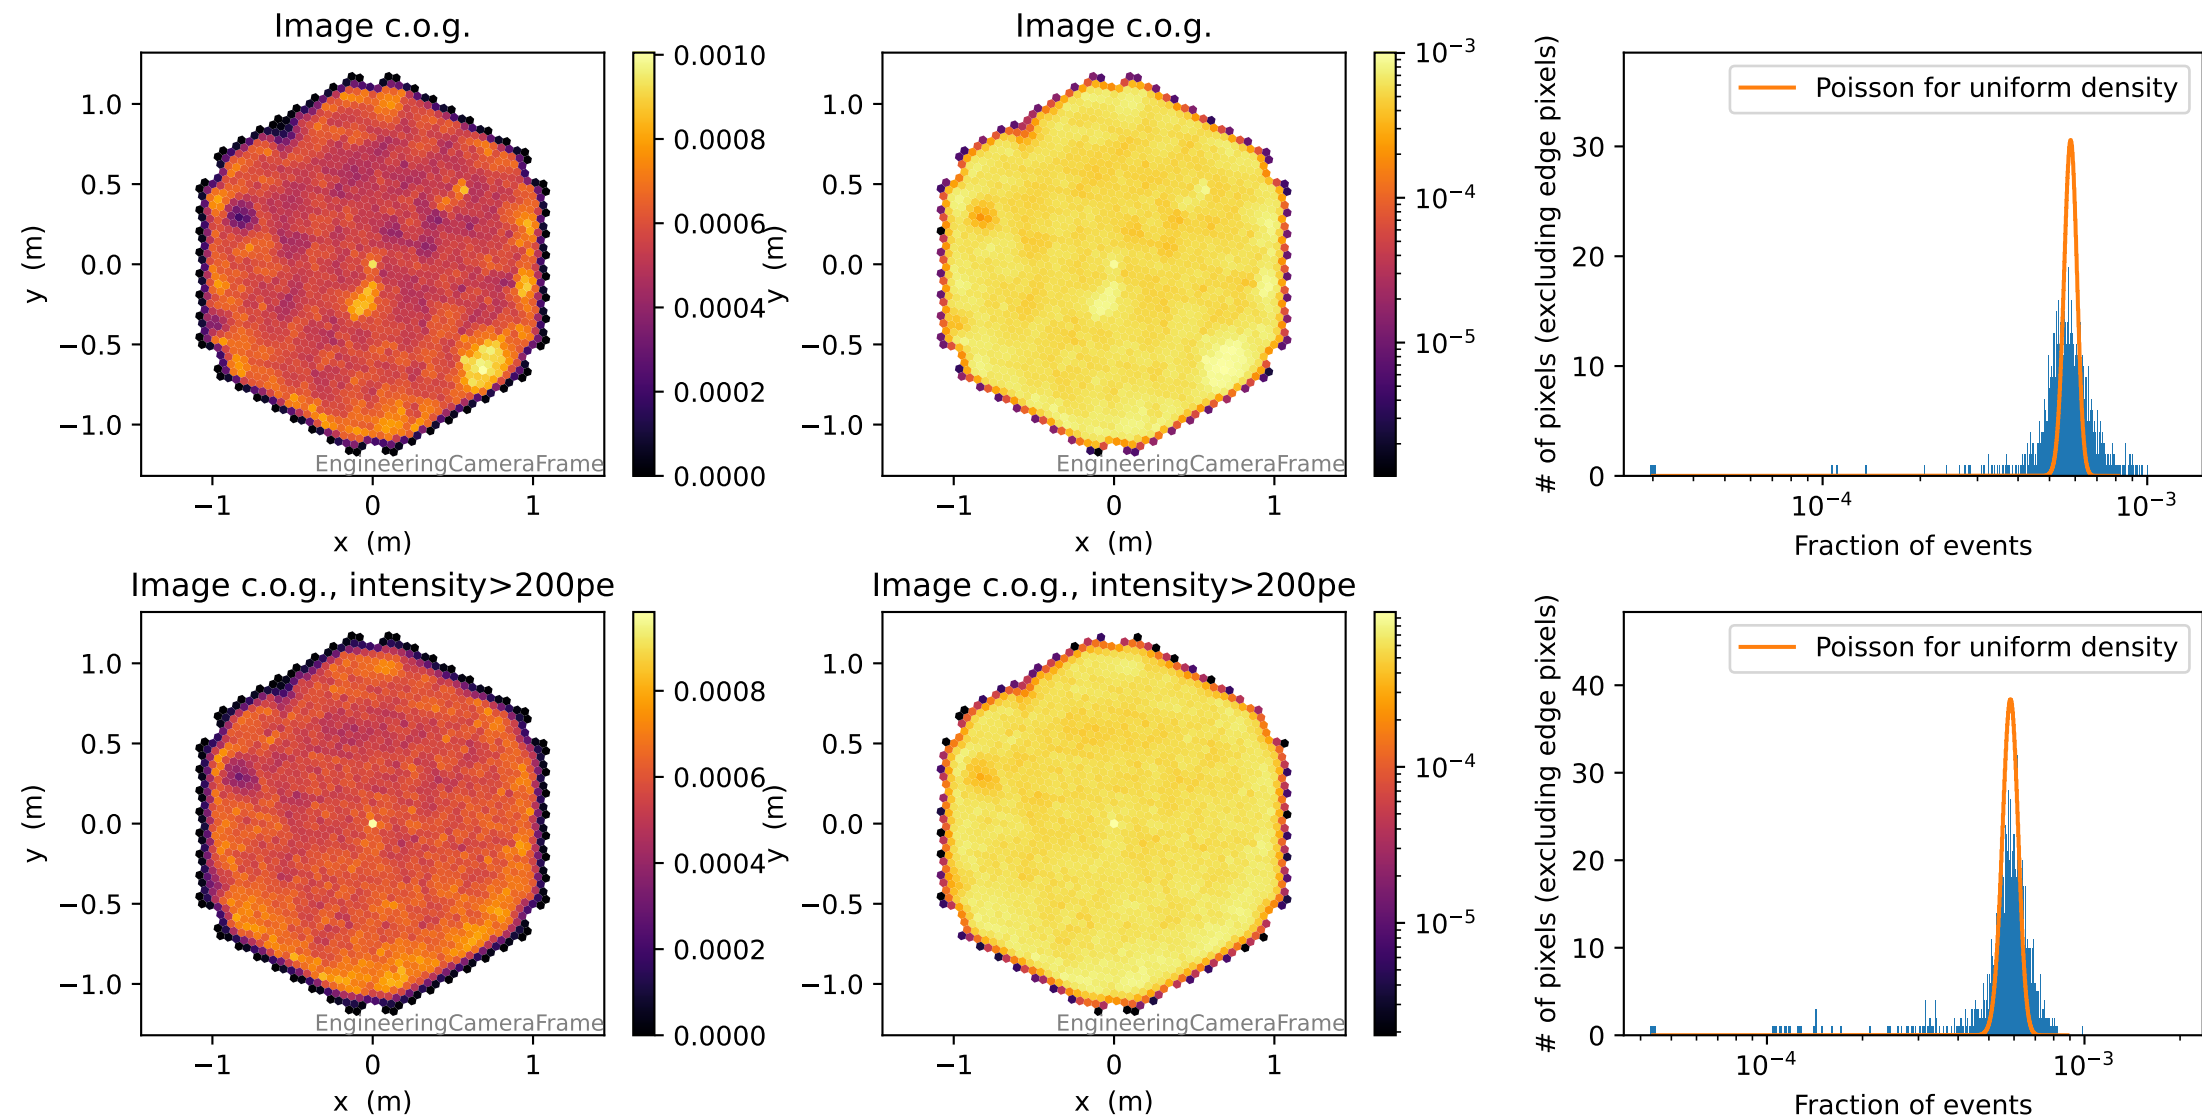 Image c.o.g.
1.0
0.5
0.0
−0.5
−1.0
y (m)
−1
0
1
x (m)
EngineeringCameraFrame
0.0010
0.0008
0.0006
0.0004
0.0002
0.0000
Image c.o.g.
1.0
0.5
0.0
−0.5
−1.0
y (m)
−1
0
1
x (m)
EngineeringCameraFrame
10⁻³
10⁻⁴
10⁻⁵
Poisson for uniform density
30
20
10
0
# of pixels (excluding edge pixels)
10⁻⁴
10⁻³
Fraction of events
Image c.o.g., intensity>200pe
1.0
0.5
0.0
−0.5
−1.0
y (m)
−1
0
1
x (m)
EngineeringCameraFrame
0.0008
0.0006
0.0004
0.0002
0.0000
Image c.o.g., intensity>200pe
1.0
0.5
0.0
−0.5
−1.0
y (m)
−1
0
1
x (m)
EngineeringCameraFrame
10⁻⁴
10⁻⁵
Poisson for uniform density
40
30
20
10
0
# of pixels (excluding edge pixels)
10⁻⁴
10⁻³
Fraction of events